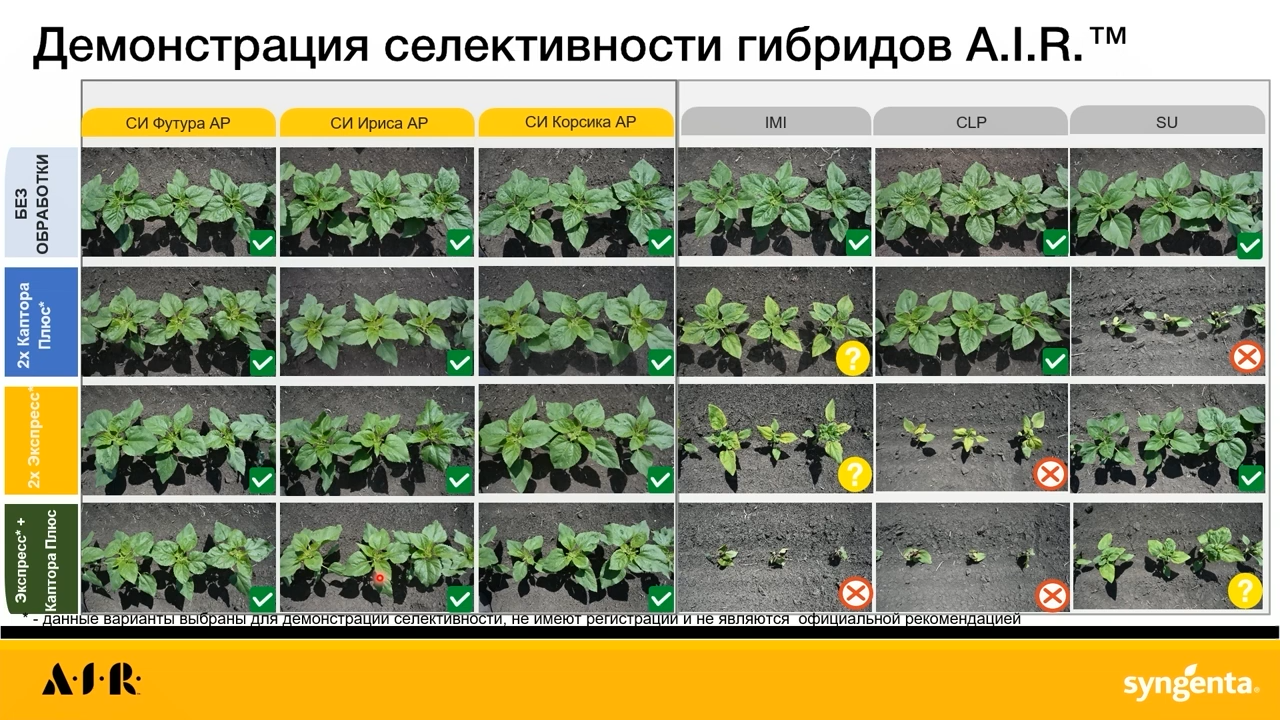 Демонстрация селективности гибридов A.I.R.™
СИ Футура АР
СИ Ириса АР
СИ Корсика АР
IMI
CLP
SU
БЕЗ
ОБРАБОТКИ
2х Каптора
Плюс*
2х Экспресс*
?
?
Экспресс* +
Каптора Плюс
?
* - данные варианты выбраны для демонстрации селективности, не имеют регистрации и не являются официальной рекомендацией
A·I·R·
syngenta